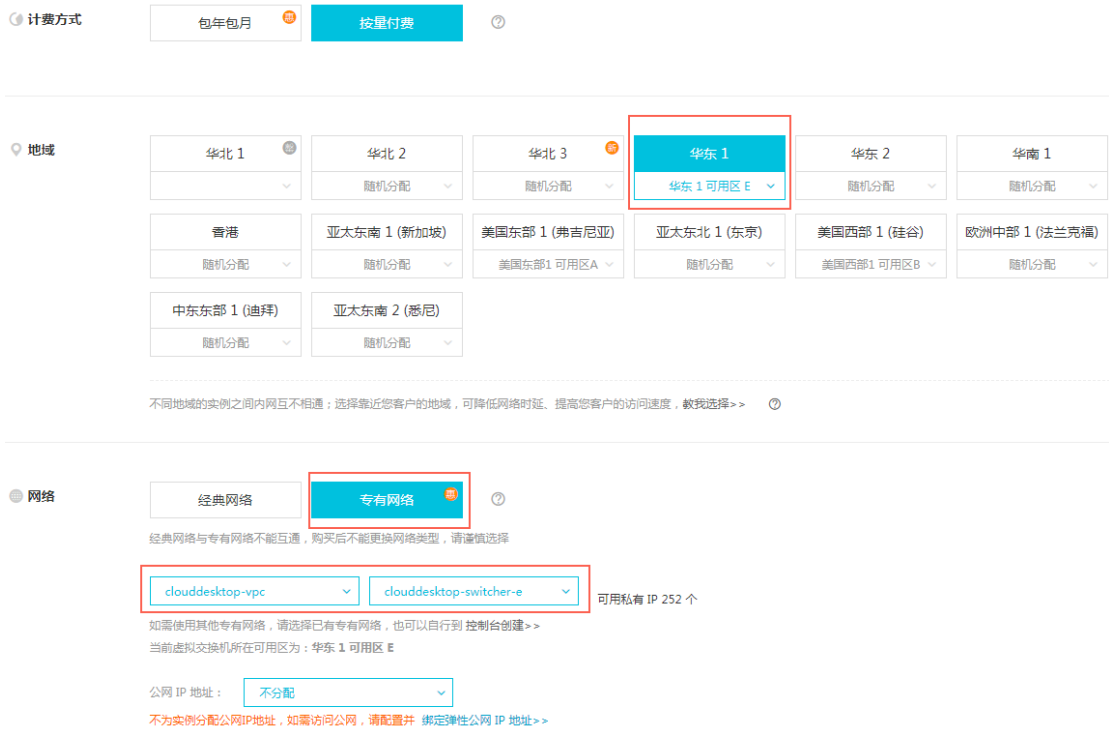 计费方式
包年包月 惠
按量付费
地域
华北 1
华北 2
华北 3 新
华东 1
华东 2
华南 1
随机分配
随机分配
华东 1 可用区 E
随机分配
随机分配
香港
亚太东南 1 (新加坡)
美国东部 1 (弗吉尼亚)
亚太东北 1 (东京)
美国西部 1 (硅谷)
欧洲中部 1 (法兰克福)
随机分配
随机分配
美国东部1 可用区A
随机分配
美国西部1 可用区B
随机分配
中东东部 1 (迪拜)
亚太东南 2 (悉尼)
随机分配
随机分配
不同地域的实例之间内网互不相通；选择靠近您客户的地域，可降低网络时延、提高您客户的访问速度，教我选择>>
网络
经典网络
专有网络 惠
经典网络与专有网络不能互通，购买后不能更换网络类型，请谨慎选择
clouddesktop-vpc
clouddesktop-switcher-e
可用私有 IP 252 个
如需使用其他专有网络，请选择已有专有网络，也可以自行到 控制台创建>>
当前虚拟交换机所在可用区为：华东 1 可用区 E
公网 IP 地址：
不分配
不为实例分配公网IP地址，如需访问公网，请配置并 绑定弹性公网 IP 地址>>